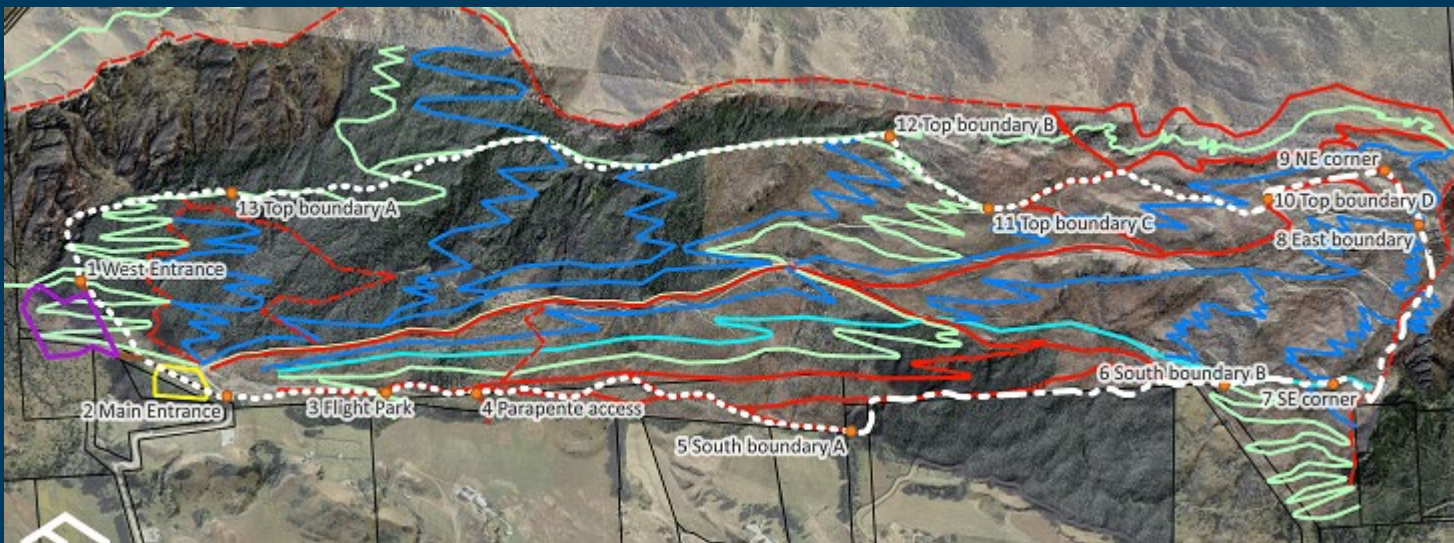 12 Top boundary B
9 NE corner
13 Top boundary A
10 Top boundary D
11 Top boundary C
8 East boundary
1 West Entrance
6 South boundary B
7 SE corner
2 Main Entrance
3 Flight Park
4 Parapente access
5 South boundary A